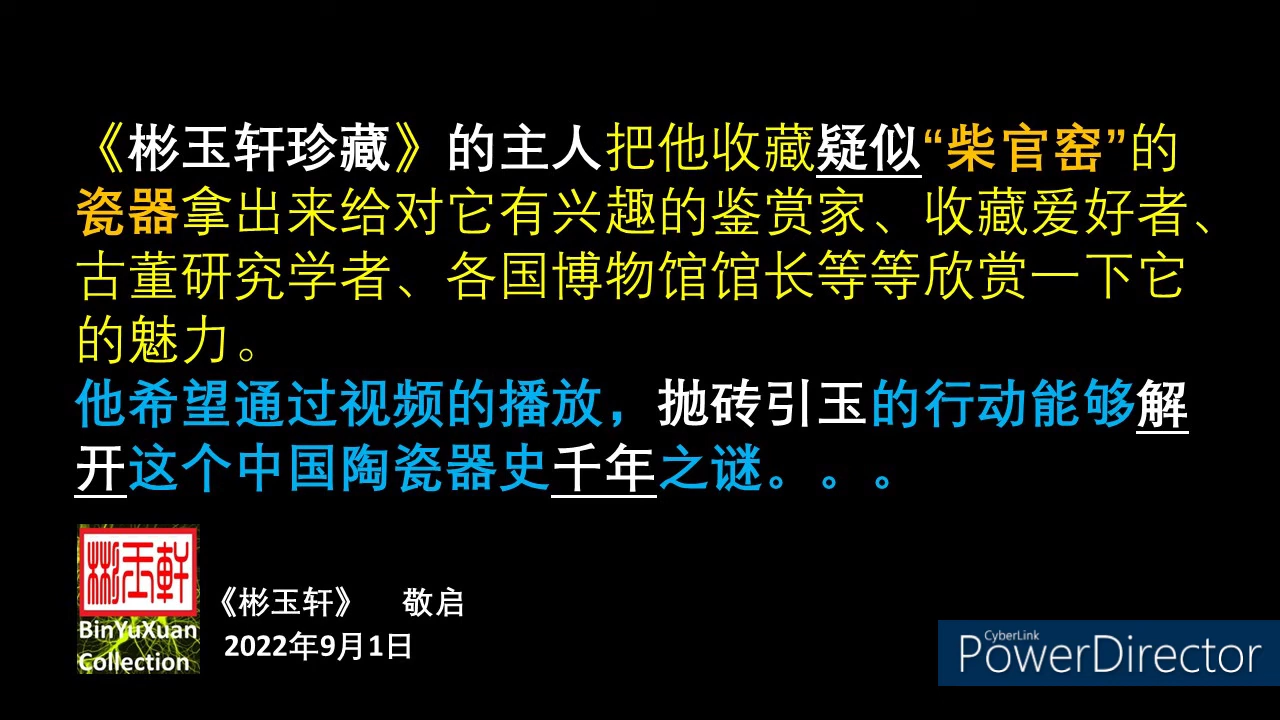 《彬玉轩珍藏》的主人把他收藏疑似“柴官窑”的
瓷器拿出来给对它有兴趣的鉴赏家、收藏爱好者、
古董研究学者、各国博物馆馆长等等欣赏一下它
的魅力。
他希望通过视频的播放，抛砖引玉的行动能够解
开这个中国陶瓷器史千年之谜。。。
彬玉軒
BinYuXuan
Collection
《彬玉轩》 敬启
2022年9月1日
CyberLink
PowerDirector